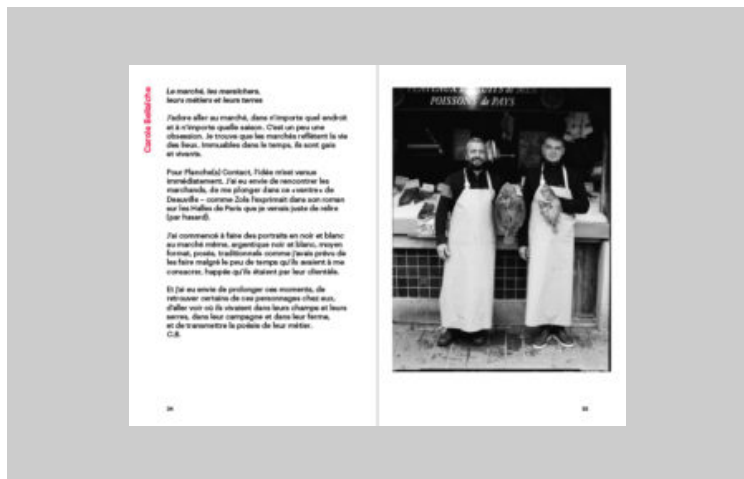 Carole Bellaïche
Le marché, les maraîchers,
leurs métiers et leurs terres
J'adore aller au marché, dans n'importe quel endroit
et à n'importe quelle saison. C'est un peu une
obsession. Je trouve que les marchés reflètent la vie
des lieux. Immuables dans le temps, ils sont gais
et vivants.
Pour Planche(s) Contact, l'idée m'est venue
immédiatement. J'ai eu envie de rencontrer les
marchands, de me plonger dans ce « ventre » de
Deauville – comme Zola l'exprimait dans son roman
sur les Halles de Paris que je venais juste de relire
(par hasard).
J'ai commencé à faire des portraits en noir et blanc
au marché même, argentique noir et blanc, moyen
format, posés, traditionnels comme j'avais prévu de
les faire malgré le peu de temps qu'ils avaient à me
consacrer, happés qu'ils étaient par leur clientèle.
Et j'ai eu envie de prolonger ces moments, de
retrouver certains de ces personnages chez eux,
d'aller voir où ils vivaient dans leurs champs et leurs
serres, dans leur campagne et dans leur ferme,
et de transmettre la poésie de leur métier.
C.B.
POISSONS du PAYS